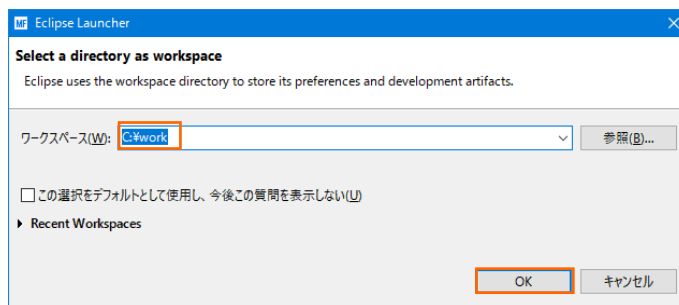 MF Eclipse Launcher
Select a directory as workspace
Eclipse uses the workspace directory to store its preferences and development artifacts.
ワークスペース(W): C:¥work 参照(B)...
この選択をデフォルトとして使用し、今後この質問を表示しない(U)
Recent Workspaces
OK キャンセル